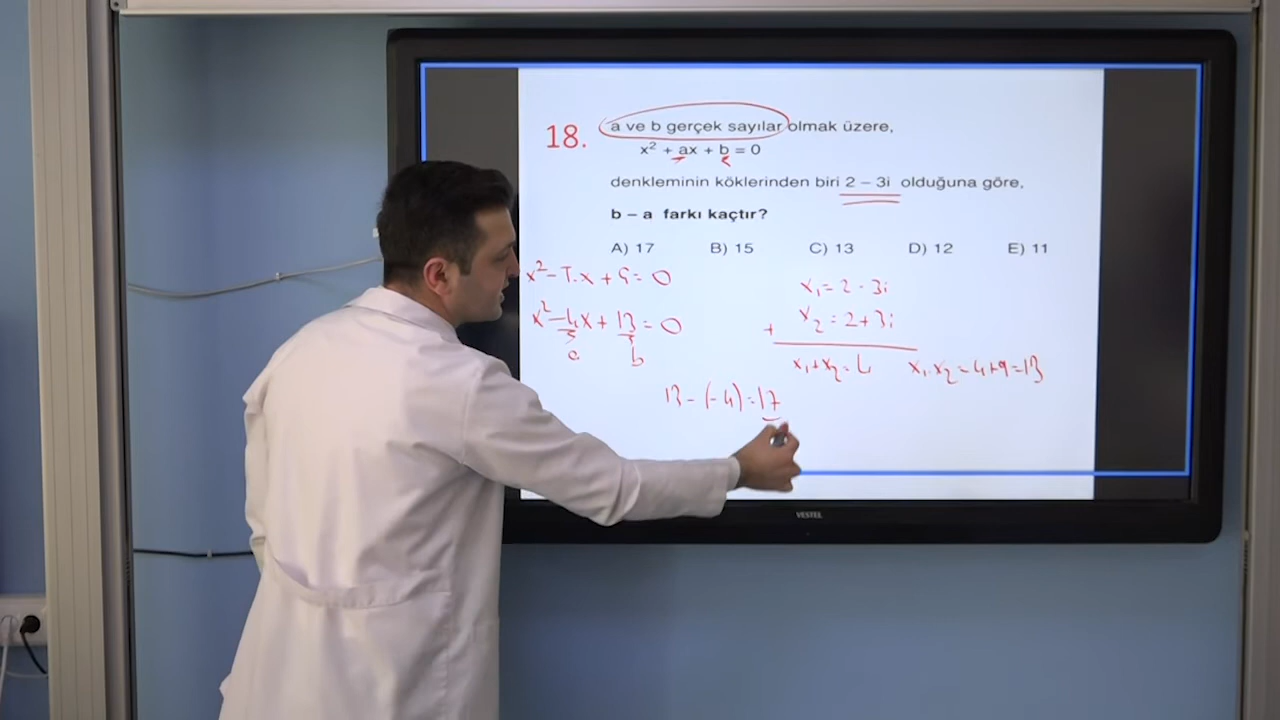 18. a ve b gerçek sayılar olmak üzere,
x² + ax + b = 0
denkleminin köklerinden biri 2 – 3i olduğuna göre,
b – a farkı kaçtır?
A) 17 B) 15 C) 13 D) 12 E) 11
x² - T.x + Ç = 0
x² - 4x + 13 = 0
a b
x₁ = 2 - 3i
x₂ = 2 + 3i
+
x₁ + x₂ = 4 x₁.x₂ = 4+9 = 13
13 - (-4) = 17
VESTEL